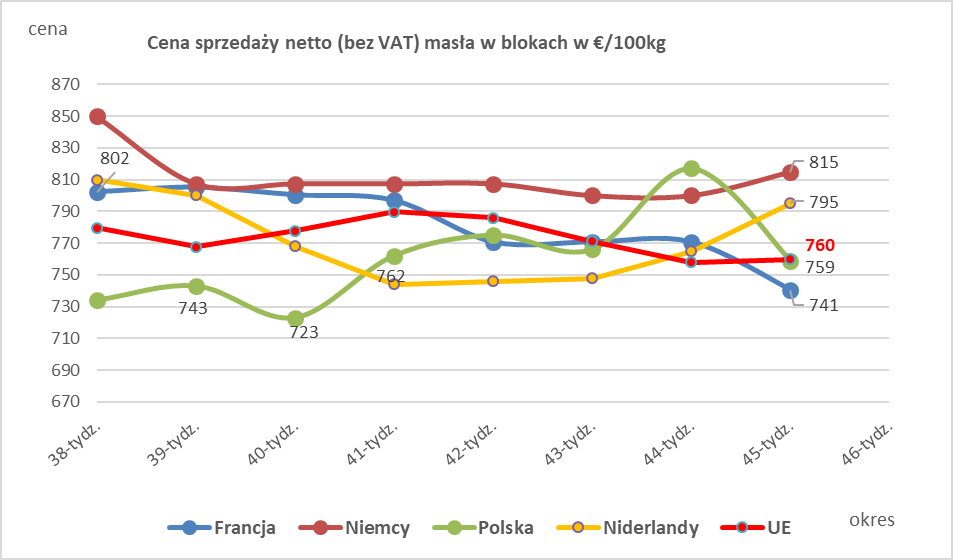 cena
Cena sprzedaży netto (bez VAT) masła w blokach w €/100kg
870
850
830
810
790
770
750
730
710
690
670
802
743
723
762
815
795
760
759
741
38-tydz.
39-tydz.
40-tydz.
41-tydz.
42-tydz.
43-tydz.
44-tydz.
45-tydz.
46-tydz.
Francja Niemcy Polska Niderlandy UE
okres